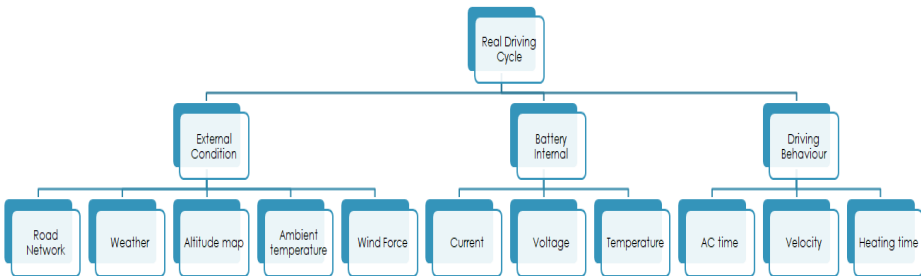 Real Driving
Cycle
External
Condition
Battery
Internal
Driving
Behaviour
Road
Network
Weather
Altitude map
Ambient
temperature
Wind Force
Current
Voltage
Temperature
AC time
Velocity
Heating time